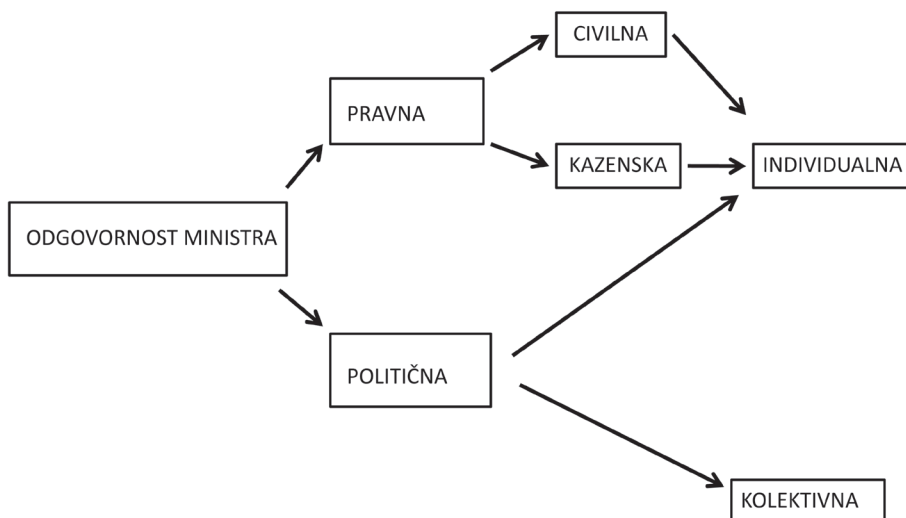 CIVILNA
PRAVNA
KAZENSKA
INDIVIDUALNA
ODGOVORNOST MINISTRA
POLITIČNA
KOLEKTIVNA